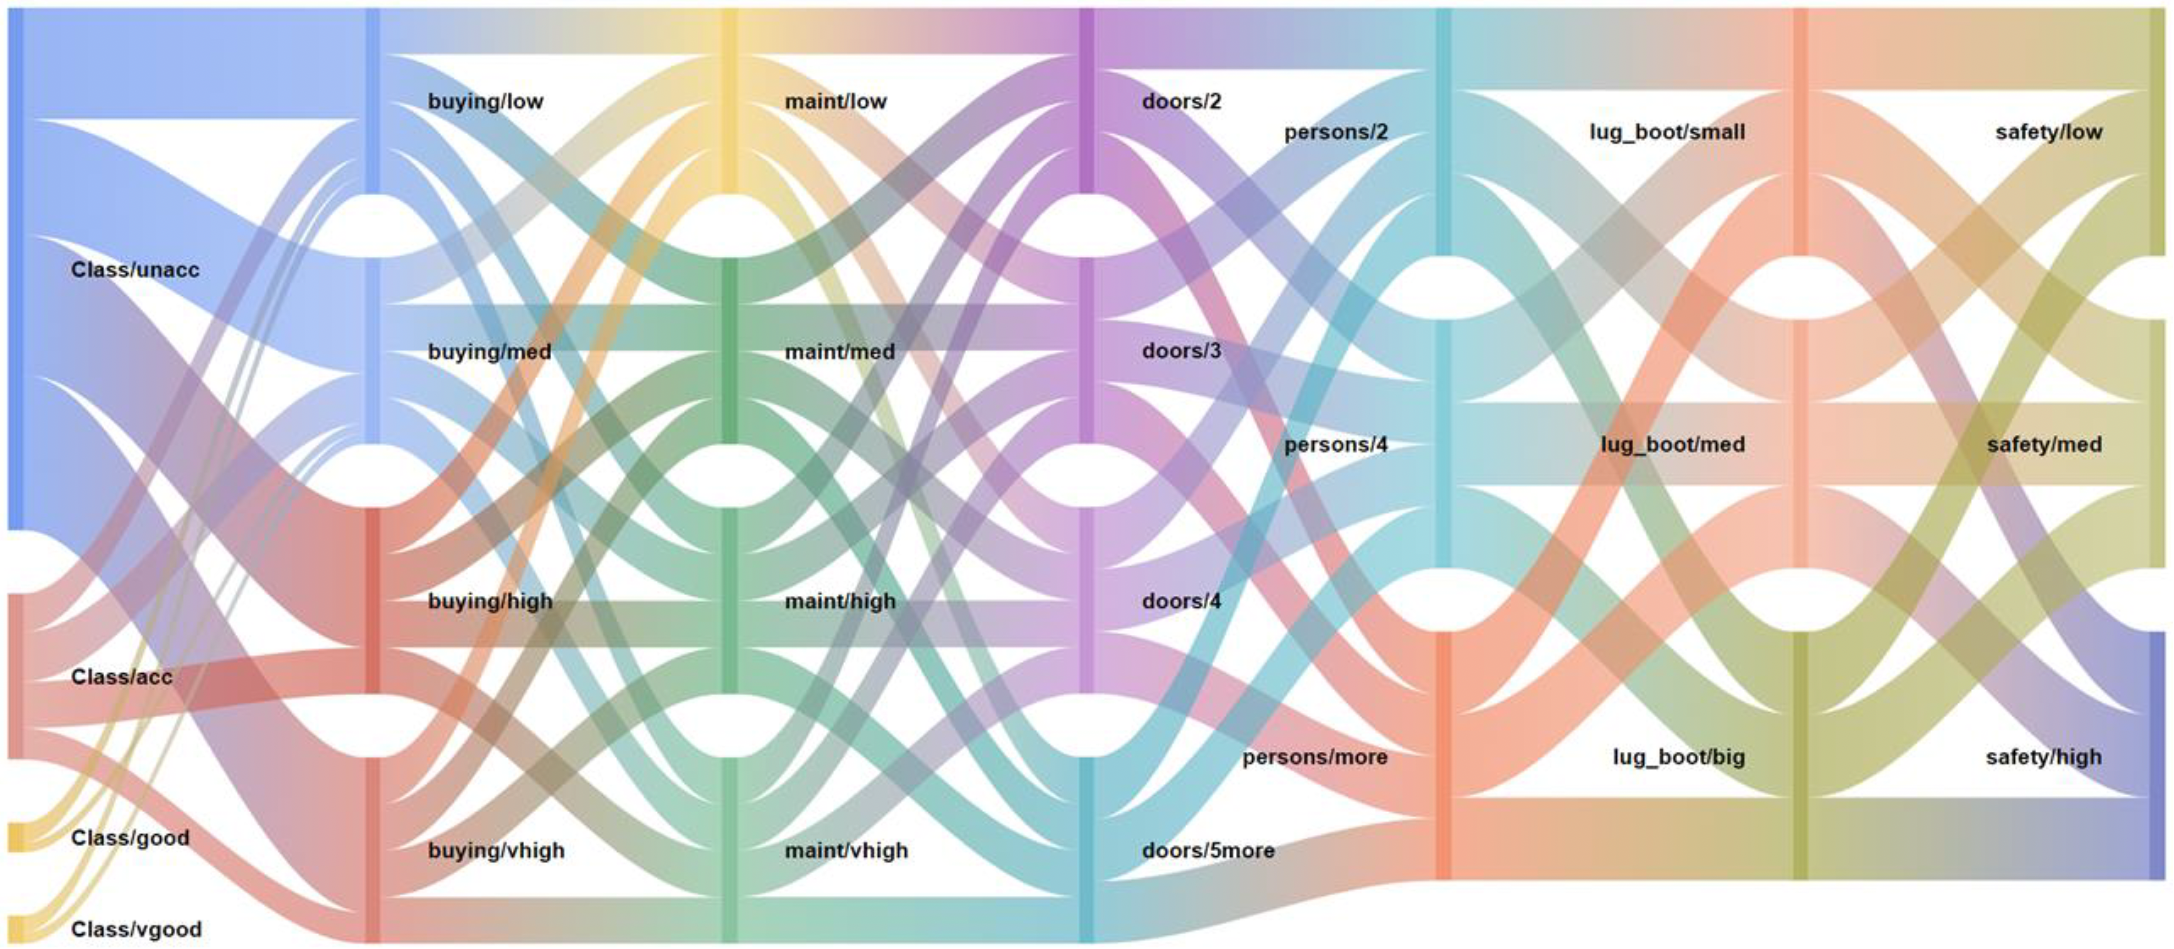 Class/unacc
Class/acc
Class/good
Class/vgood
buying/low
buying/med
buying/high
buying/vhigh
maint/low
maint/med
maint/high
maint/vhigh
doors/2
doors/3
doors/4
doors/5more
persons/2
persons/4
persons/more
lug_boot/small
lug_boot/med
lug_boot/big
safety/low
safety/med
safety/high